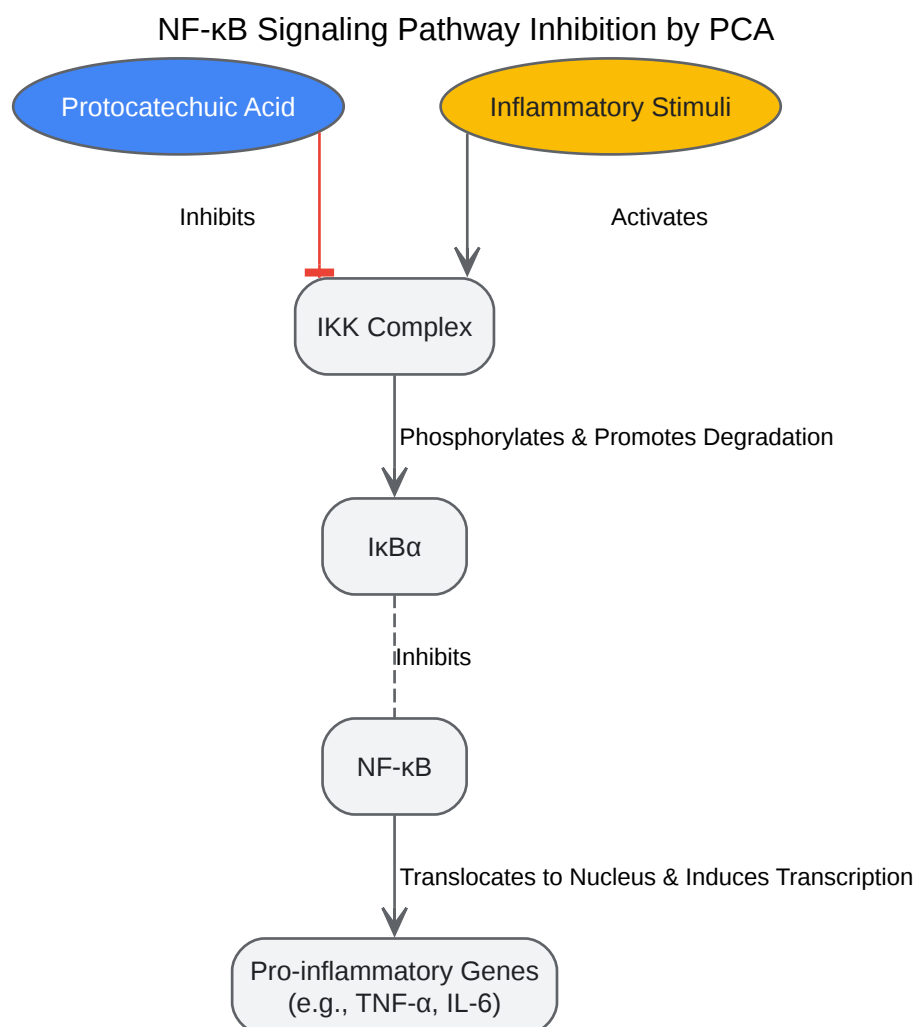 NF-κB Signaling Pathway Inhibition by PCA
Protocatechuic Acid
Inflammatory Stimuli
Inhibits
Activates
IKK Complex
Phosphorylates & Promotes Degradation
IκBα
Inhibits
NF-κB
Translocates to Nucleus & Induces Transcription
Pro-inflammatory Genes
(e.g., TNF-α, IL-6)